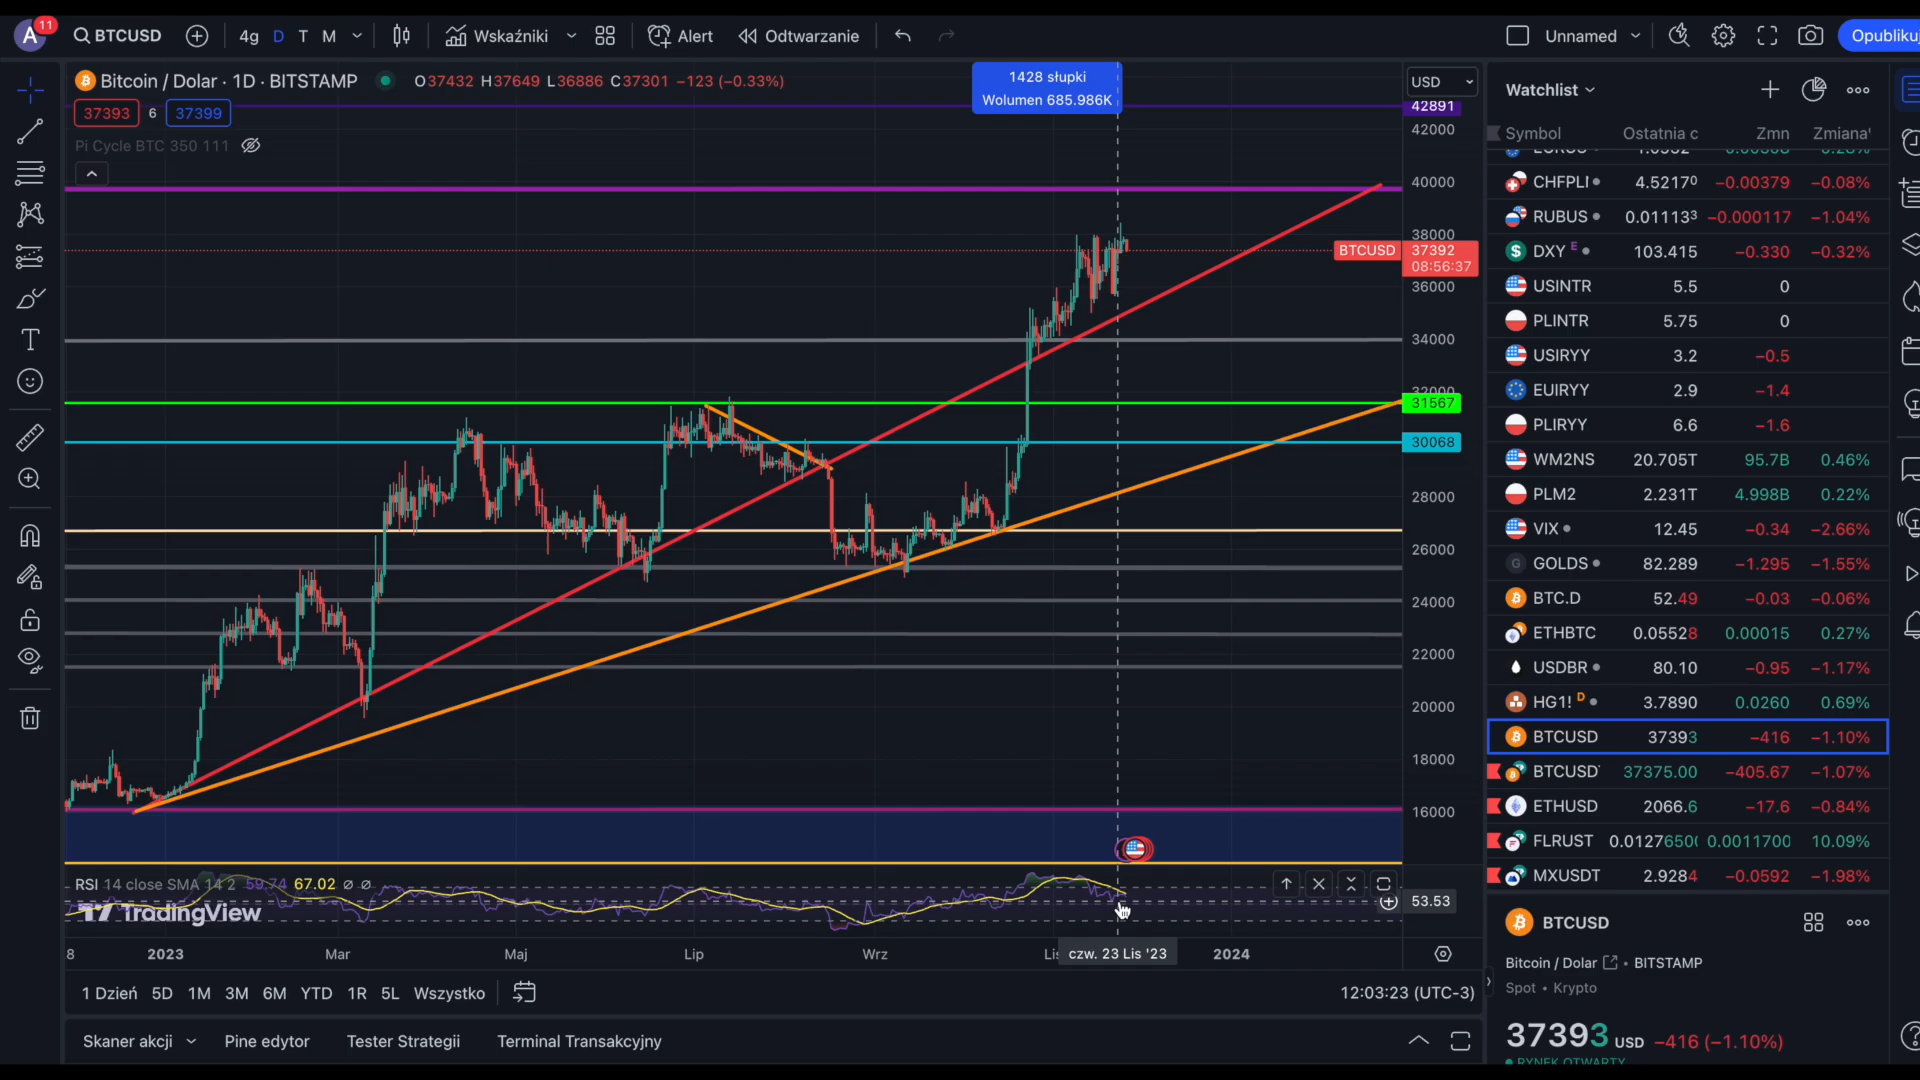 A 11 BTCUSD 4g D T M Wskaźniki Alert Odtwarzanie Unnamed Opublikuj
Bitcoin / Dolar · 1D · BITSTAMP O37432 H37649 L36886 C37301 −123 (−0.33%)
37393 6 37399
Pi Cycle BTC 350 111
1428 słupki
Wolumen 685.986K
USD
42891
42000
40000
38000
BTCUSD 37392
08:56:37
36000
34000
32000
31567
30068
28000
26000
24000
22000
20000
18000
16000
RSI 14 close SMA 14 2 59.74 67.02 ∅ ∅
TradingView
53.53
8 2023 Mar Maj Lip Wrz Lis czw. 23 Lis '23 2024
1 Dzień 5D 1M 3M 6M YTD 1R 5L Wszystko 12:03:23 (UTC-3)
Skaner akcji Pine edytor Tester Strategii Terminal Transakcyjny
Watchlist
Symbol Ostatnia c Zmn Zmiana
CHFPLN 4.5217⁰ −0.00379 −0.08%
RUBUS 0.01113³ −0.000117 −1.04%
DXY E 103.415 −0.330 −0.32%
USINTR 5.5 0
PLINTR 5.75 0
USIRYY 3.2 −0.5
EUIRYY 2.9 −1.4
PLIRYY 6.6 −1.6
WM2NS 20.705T 95.7B 0.46%
PLM2 2.231T 4.998B 0.22%
VIX 12.45 −0.34 −2.66%
G GOLDS 82.289 −1.295 −1.55%
BTC.D 52.49 −0.03 −0.06%
ETHBTC 0.05528 0.00015 0.27%
USDBR 80.10 −0.95 −1.17%
HG1! D 3.7890 0.0260 0.69%
BTCUSD 37393 −416 −1.10%
BTCUSD 37375.00 −405.67 −1.07%
ETHUSD 2066.6 −17.6 −0.84%
FLRUST 0.0127650 0.0011700 10.09%
MXUSDT 2.9284 −0.0592 −1.98%
BTCUSD
Bitcoin / Dolar • BITSTAMP
Spot • Krypto
37393 USD −416 (−1.10%)
RYNEK OTWARTY